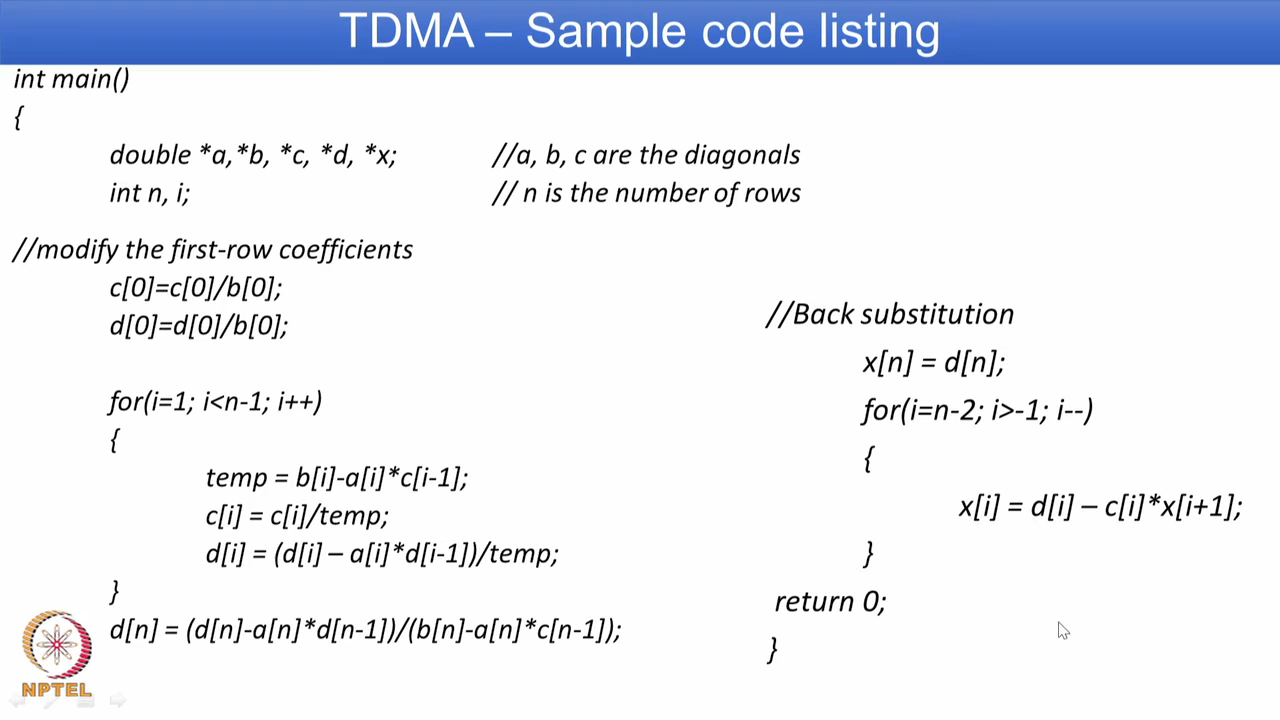 TDMA – Sample code listing
int main()
{
double *a,*b, *c, *d, *x; //a, b, c are the diagonals
int n, i; // n is the number of rows
//modify the first-row coefficients
c[0]=c[0]/b[0];
d[0]=d[0]/b[0];
for(i=1; i<n-1; i++)
{
temp = b[i]-a[i]*c[i-1];
c[i] = c[i]/temp;
d[i] = (d[i] – a[i]*d[i-1])/temp;
}
d[n] = (d[n]-a[n]*d[n-1])/(b[n]-a[n]*c[n-1]);
//Back substitution
x[n] = d[n];
for(i=n-2; i>-1; i--)
{
x[i] = d[i] – c[i]*x[i+1];
}
return 0;
}
NPTEL